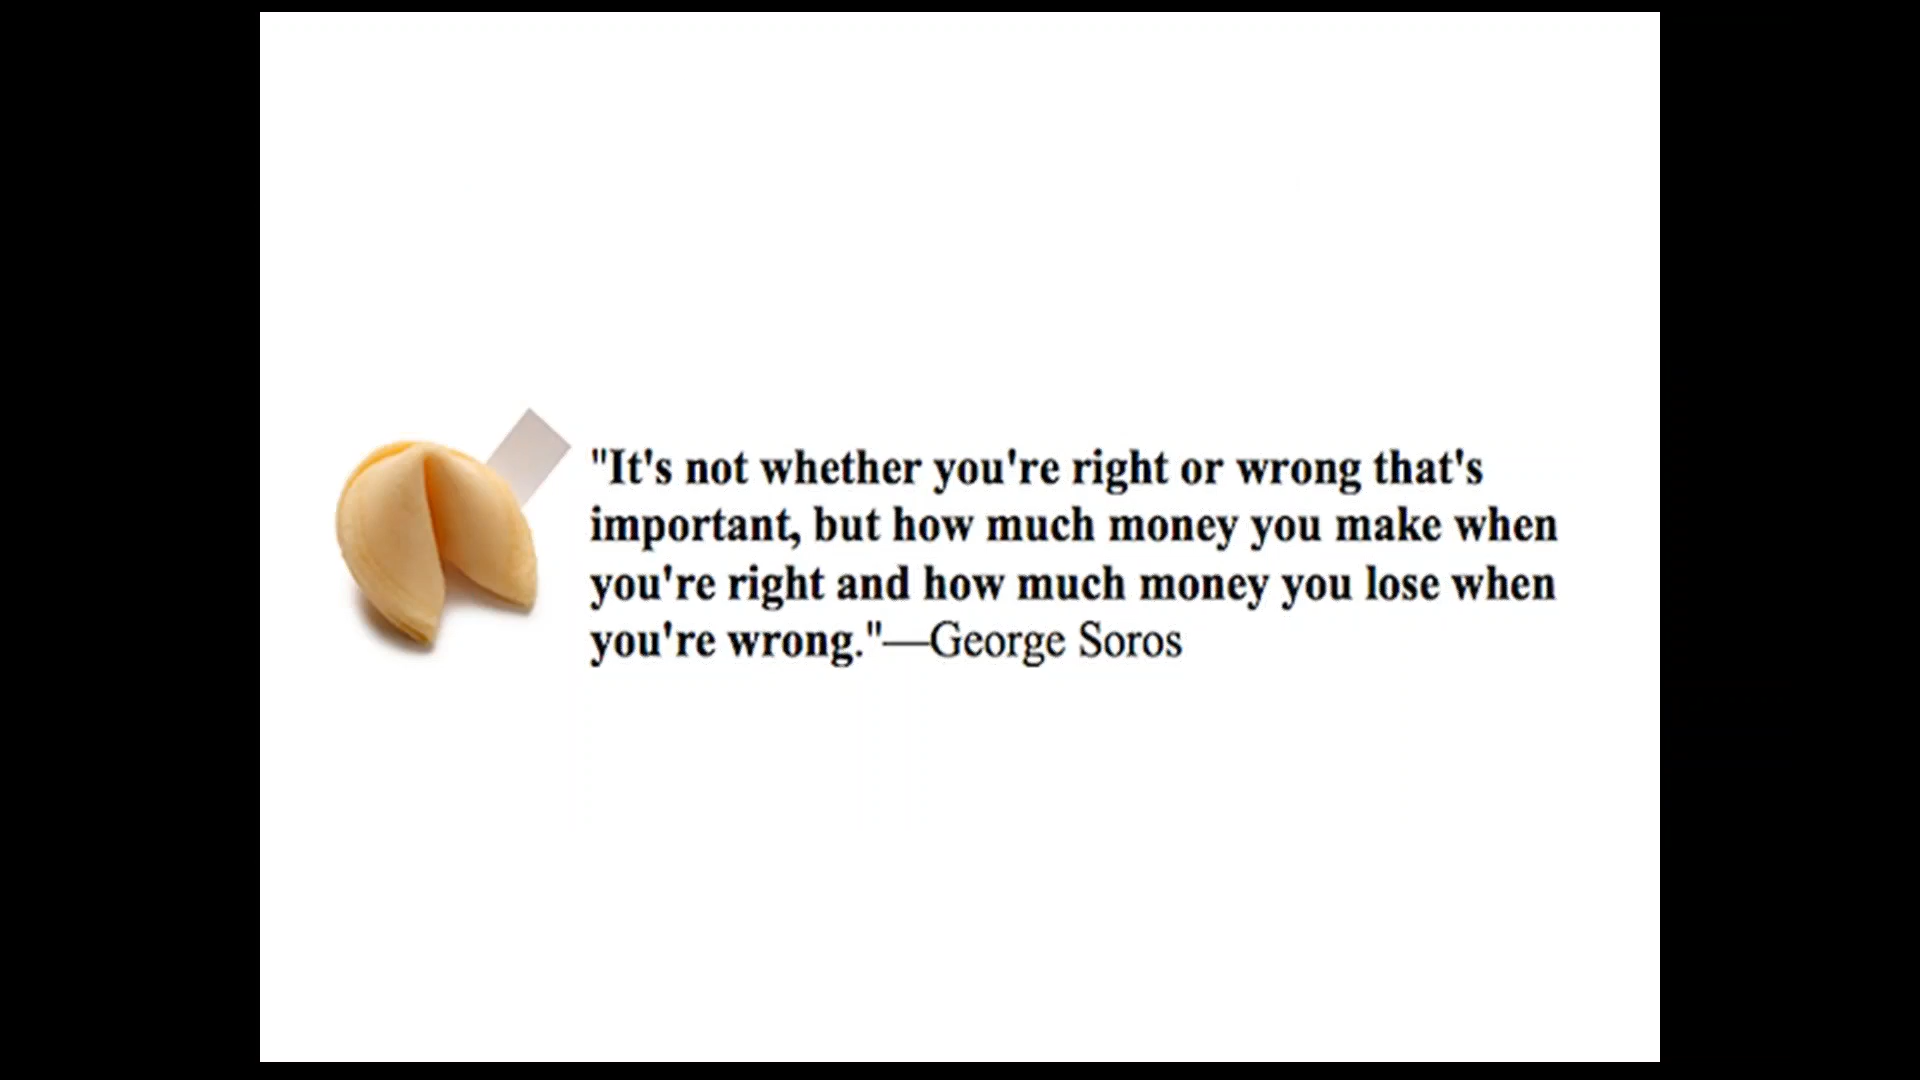 "It's not whether you're right or wrong that's
important, but how much money you make when
you're right and how much money you lose when
you're wrong."—George Soros